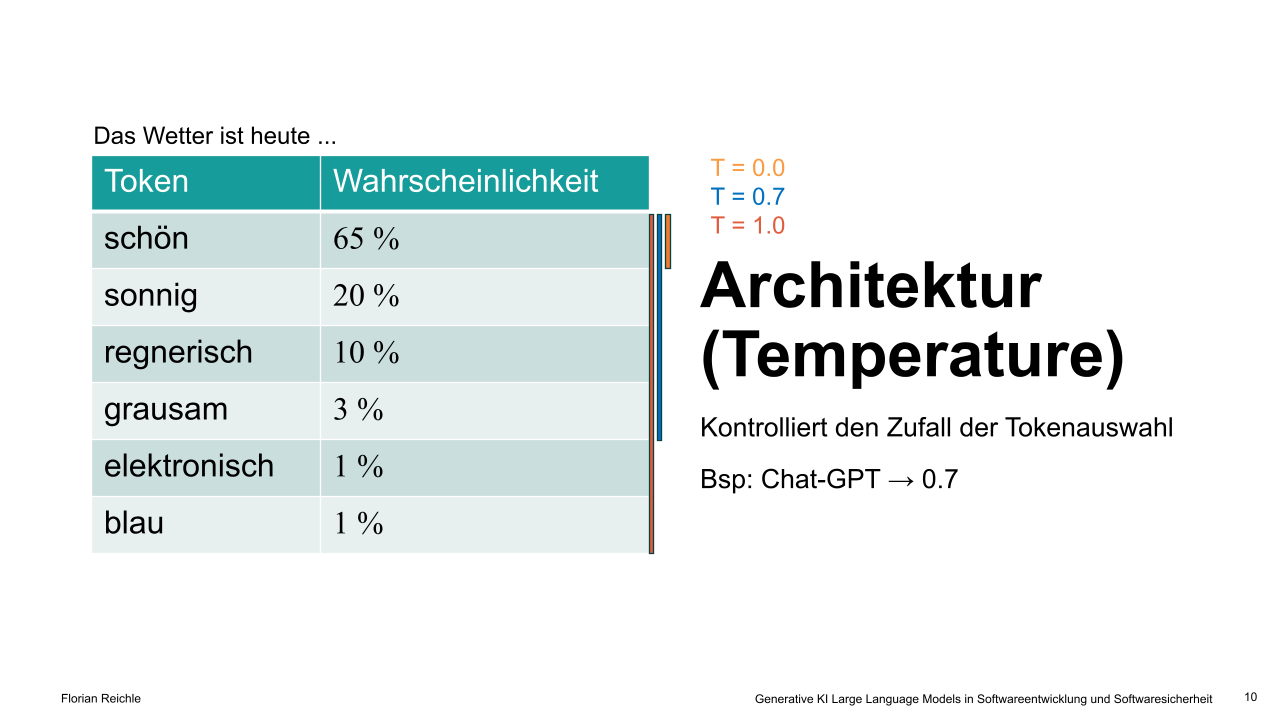 Das Wetter ist heute ...
Token Wahrscheinlichkeit
schön 65 %
sonnig 20 %
regnerisch 10 %
grausam 3 %
elektronisch 1 %
blau 1 %
T = 0.0
T = 0.7
T = 1.0
Architektur
(Temperature)
Kontrolliert den Zufall der Tokenauswahl
Bsp: Chat-GPT → 0.7
Florian Reichle
Generative KI Large Language Models in Softwareentwicklung und Softwaresicherheit
10